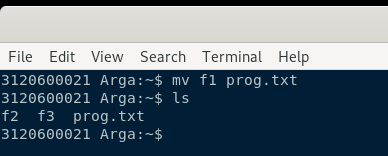 File Edit View Search Terminal Help
3120600021 Arga:~$ mv f1 prog.txt
3120600021 Arga:~$ ls
f2  f3  prog.txt
3120600021 Arga:~$